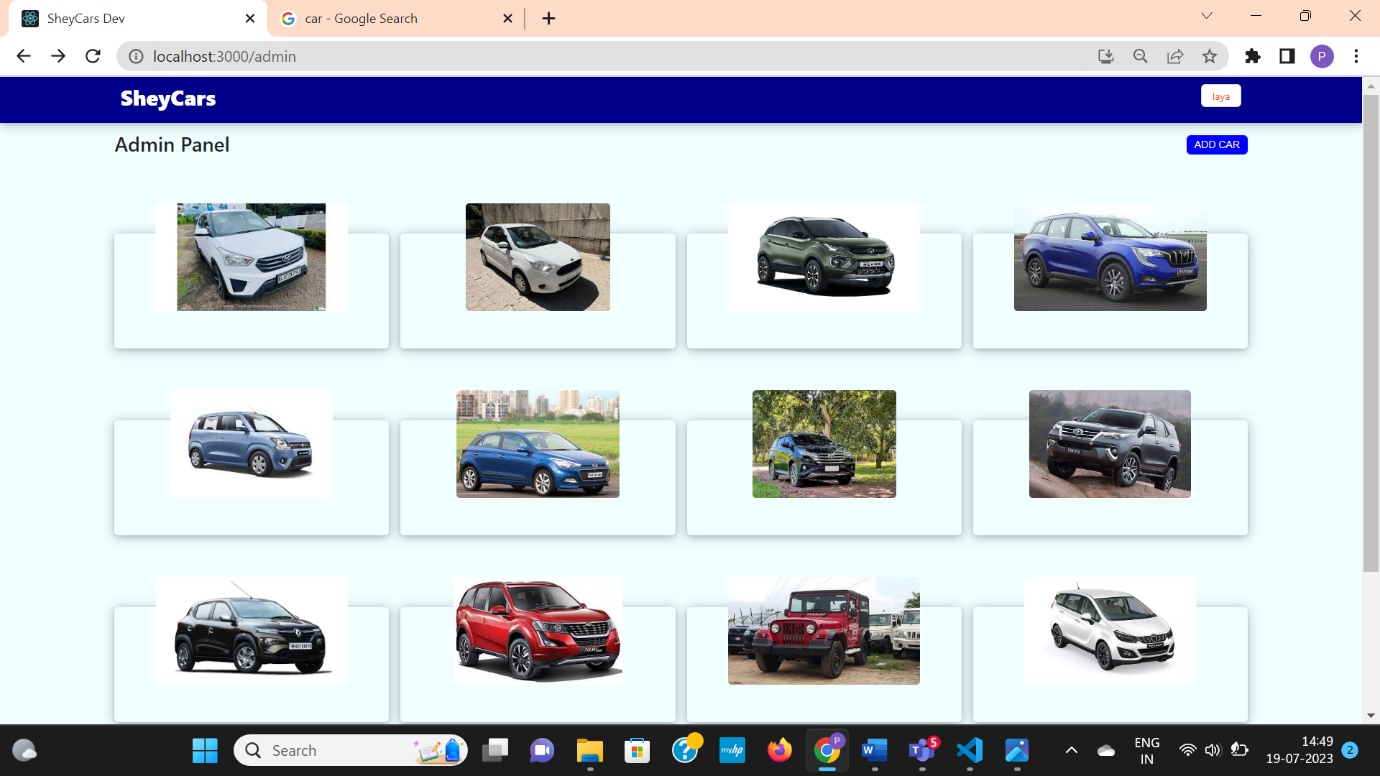 SheyCars Dev
car - Google Search
localhost:3000/admin
P
SheyCars
laya
Admin Panel
ADD CAR
Search
myhp
P
5
ENG
IN
14:49
19-07-2023
2